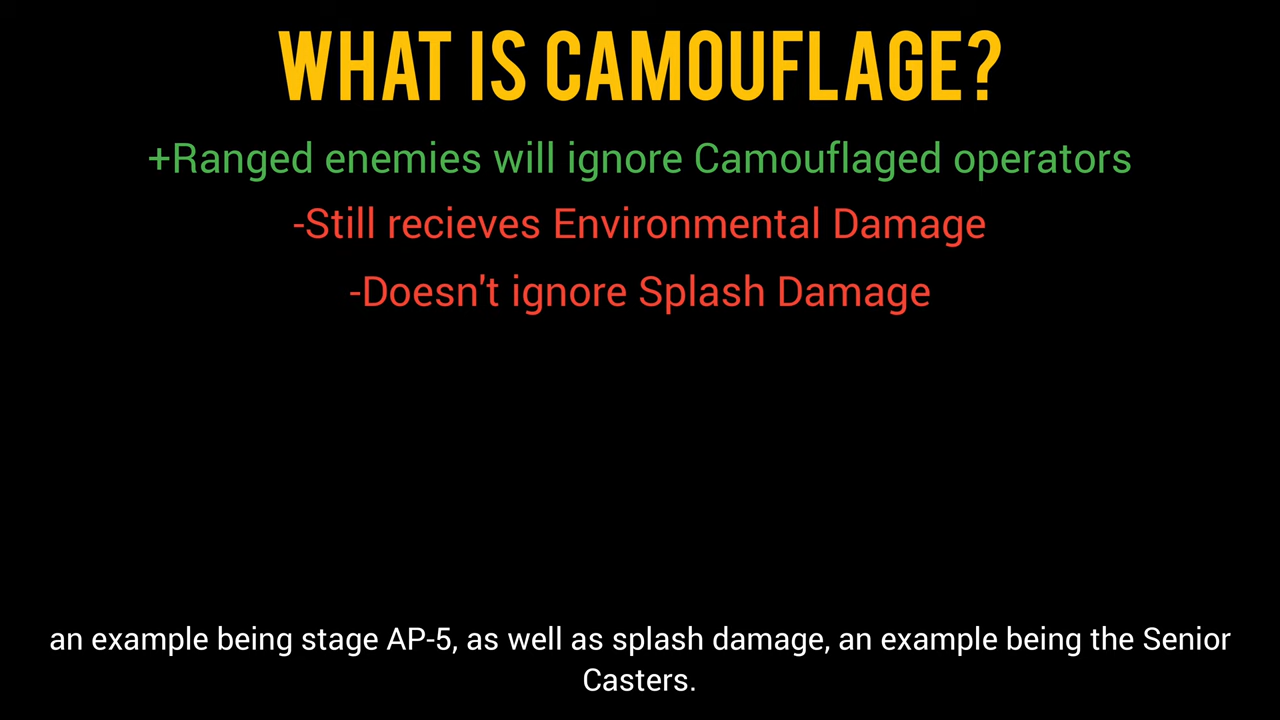 WHAT IS CAMOUFLAGE?
+Ranged enemies will ignore Camouflaged operators
-Still recieves Environmental Damage
-Doesn't ignore Splash Damage
an example being stage AP-5, as well as splash damage, an example being the Senior
Casters.